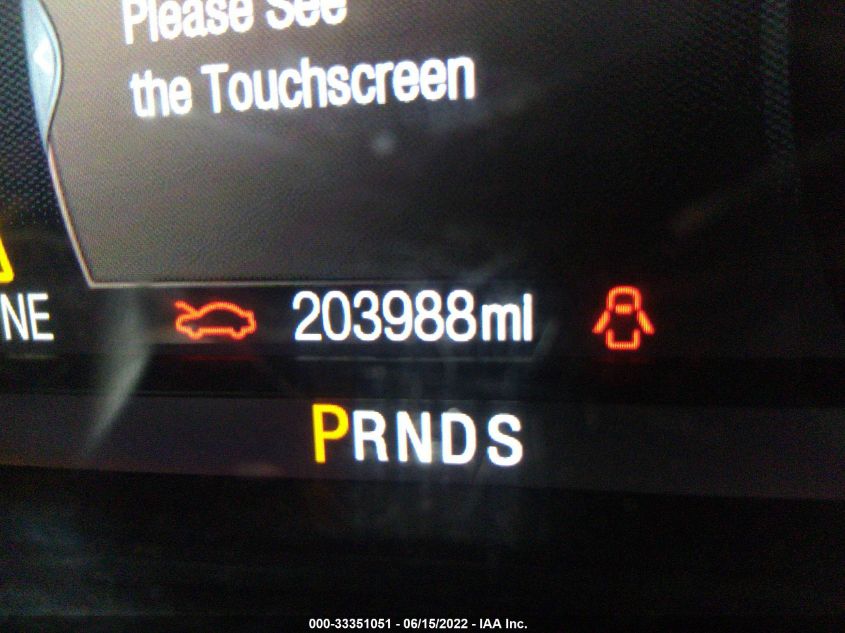 Please See
the Touchscreen
NE
203988mi
PRNDS
000-33351051 - 06/15/2022 - IAA Inc.